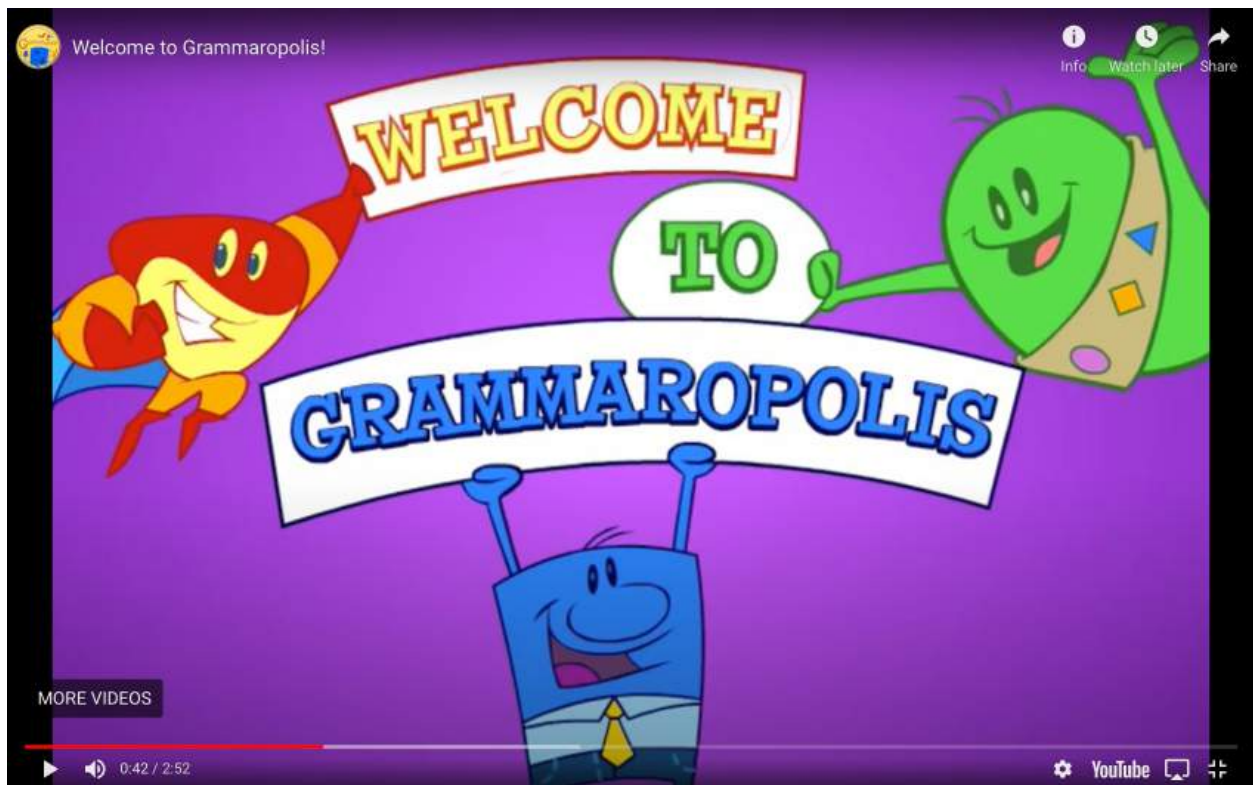 Welcome to Grammaropolis!
Info Watch later Share
WELCOME
TO
GRAMMAROPOLIS
MORE VIDEOS
0:42 / 2:52
YouTube